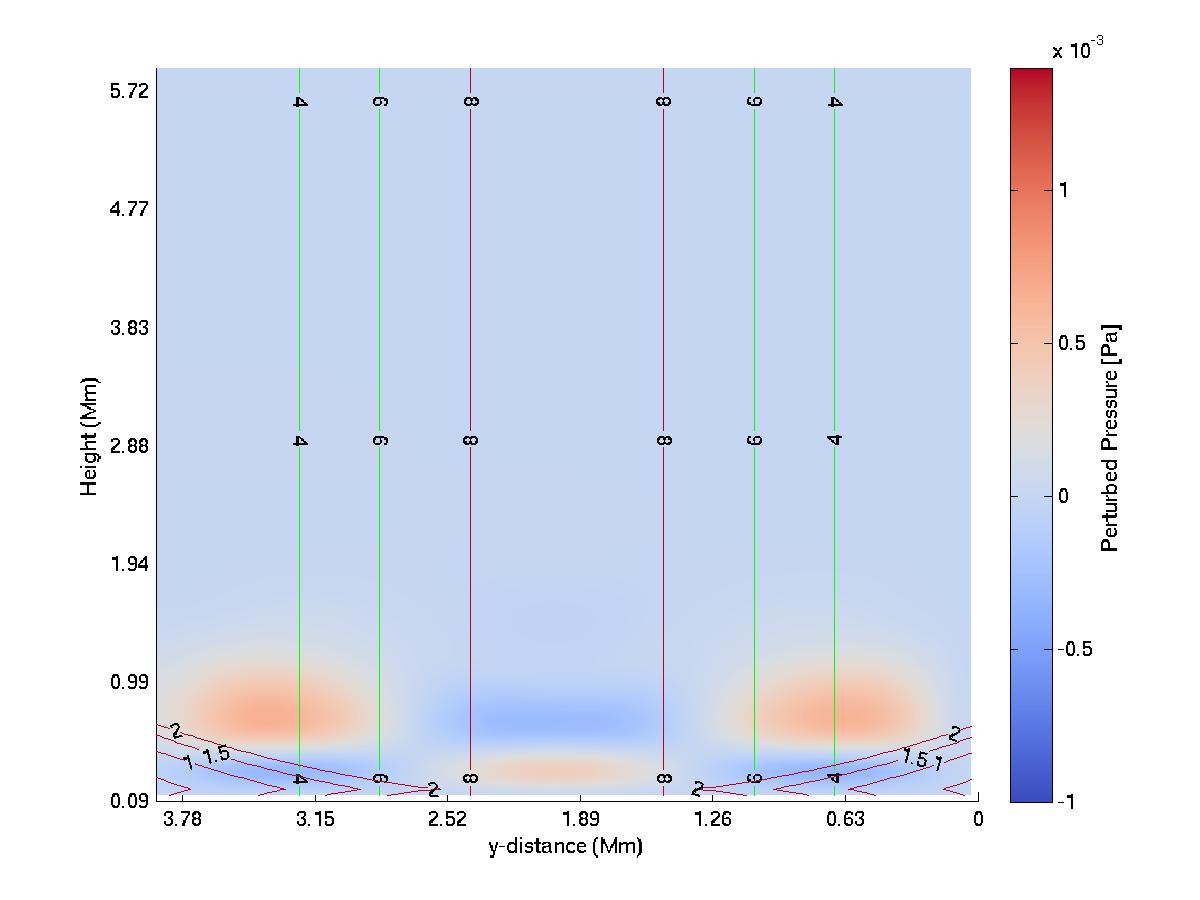 x 10-3
5.72
4 6 8 8 6 4
4.77
1
3.83
0.5
2.88
4 6 8 8 6 4
Height (Mm)
Perturbed Pressure [Pa]
0
1.94
-0.5
0.99
2 2
1 1.5 1.5 1
4 6 8 8 6 4
2 2
0.09
-1
3.78 3.15 2.52 1.89 1.26 0.63 0
y-distance (Mm)